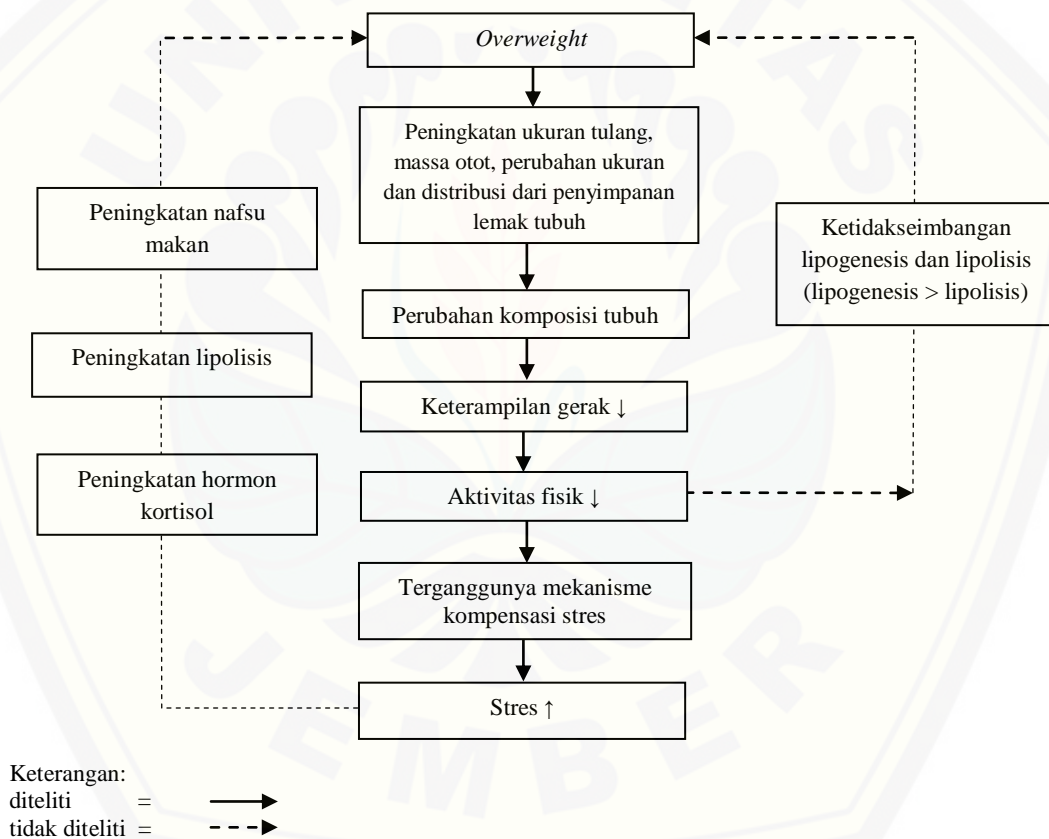 Overweight
Peningkatan ukuran tulang,
massa otot, perubahan ukuran
dan distribusi dari penyimpanan
lemak tubuh
Peningkatan nafsu
makan
Ketidakseimbangan
lipogenesis dan lipolisis
(lipogenesis > lipolisis)
Perubahan komposisi tubuh
Peningkatan lipolisis
Keterampilan gerak ↓
Peningkatan hormon
kortisol
Aktivitas fisik ↓
Terganggunya mekanisme
kompensasi stres
Stres ↑
Keterangan:
diteliti =
tidak diteliti =
UNIVERSITAS
JEMBER